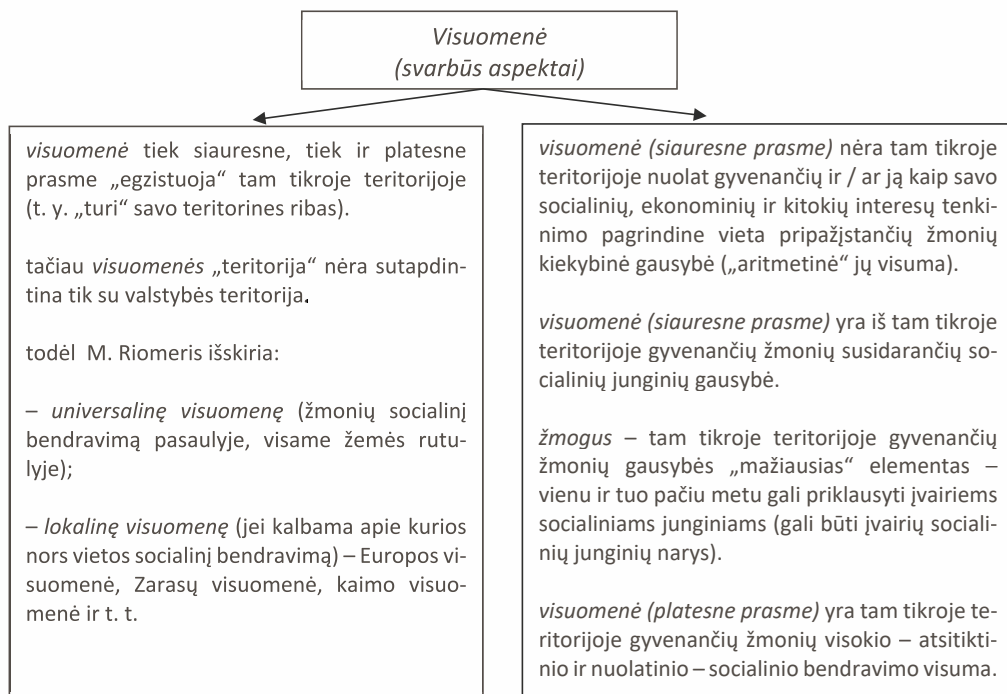 Visuomenė
(svarbūs aspektai)
visuomenė tiek siauresne, tiek ir platesne
prasme „egzistuoja“ tam tikroje teritorijoje
(t. y. „turi“ savo teritorines ribas).
tačiau visuomenės „teritorija“ nėra sutapdin-
tina tik su valstybės teritorija.
todėl M. Riomeris išskiria:
– universalinę visuomenę (žmonių socialinį
bendravimą pasaulyje, visame žemės rutu-
lyje);
– lokalinę visuomenę (jei kalbama apie kurios
nors vietos socialinį bendravimą) – Europos vi-
suomenė, Zarasų visuomenė, kaimo visuo-
menė ir t. t.
visuomenė (siauresne prasme) nėra tam tikroje
teritorijoje nuolat gyvenančių ir / ar ją kaip savo
socialinių, ekonominių ir kitokių interesų tenki-
nimo pagrindine vieta pripažįstančių žmonių
kiekybinė gausybė („aritmetinė“ jų visuma).
visuomenė (siauresne prasme) yra iš tam tikroje
teritorijoje gyvenančių žmonių susidarančių so-
cialinių junginių gausybė.
žmogus – tam tikroje teritorijoje gyvenančių
žmonių gausybės „mažiausias“ elementas –
vienu ir tuo pačiu metu gali priklausyti įvairiems
socialiniams junginiams (gali būti įvairių sociali-
nių junginių narys).
visuomenė (platesne prasme) yra tam tikroje te-
ritorijoje gyvenančių žmonių visokio – atsitikti-
nio ir nuolatinio – socialinio bendravimo visuma.